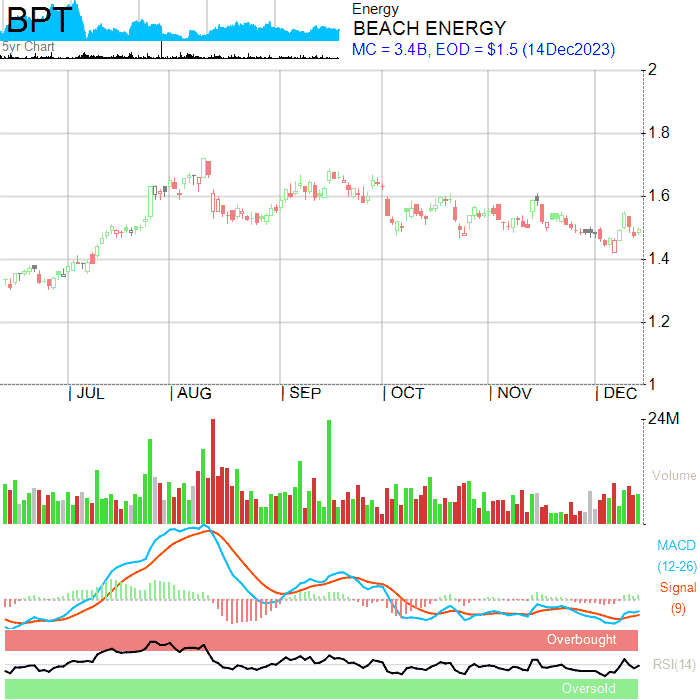 BPT
5yr Chart
Energy
BEACH ENERGY
MC = 3.4B, EOD = $1.5 (14Dec2023)
2
1.8
1.6
1.4
1.2
1
JUL AUG SEP OCT NOV DEC
24M
Volume
MACD
(12-26)
Signal
(9)
Overbought
RSI(14)
Oversold